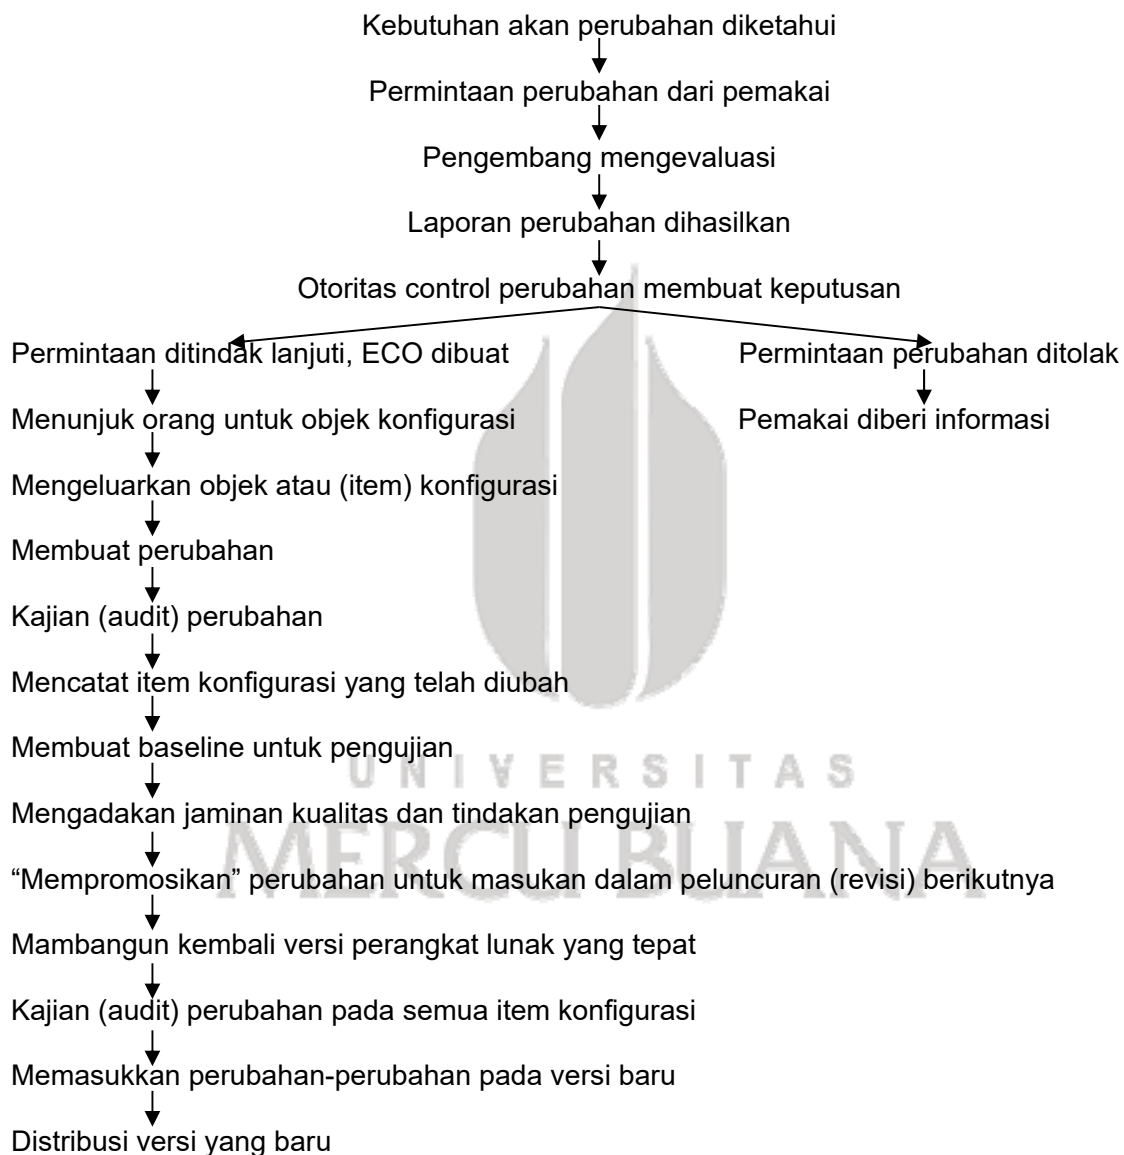 Kebutuhan akan perubahan diketahui
Permintaan perubahan dari pemakai
Pengembang mengevaluasi
Laporan perubahan dihasilkan
Otoritas control perubahan membuat keputusan
Permintaan ditindak lanjuti, ECO dibuat
Permintaan perubahan ditolak
Menunjuk orang untuk objek konfigurasi
Pemakai diberi informasi
Mengeluarkan objek atau (item) konfigurasi
Membuat perubahan
Kajian (audit) perubahan
Mencatat item konfigurasi yang telah diubah
Membuat baseline untuk pengujian
UNIVERSITAS
Mengadakan jaminan kualitas dan tindakan pengujian
MERCU BUANA
“Mempromosikan” perubahan untuk masukan dalam peluncuran (revisi) berikutnya
Mambangun kembali versi perangkat lunak yang tepat
Kajian (audit) perubahan pada semua item konfigurasi
Memasukkan perubahan-perubahan pada versi baru
Distribusi versi yang baru